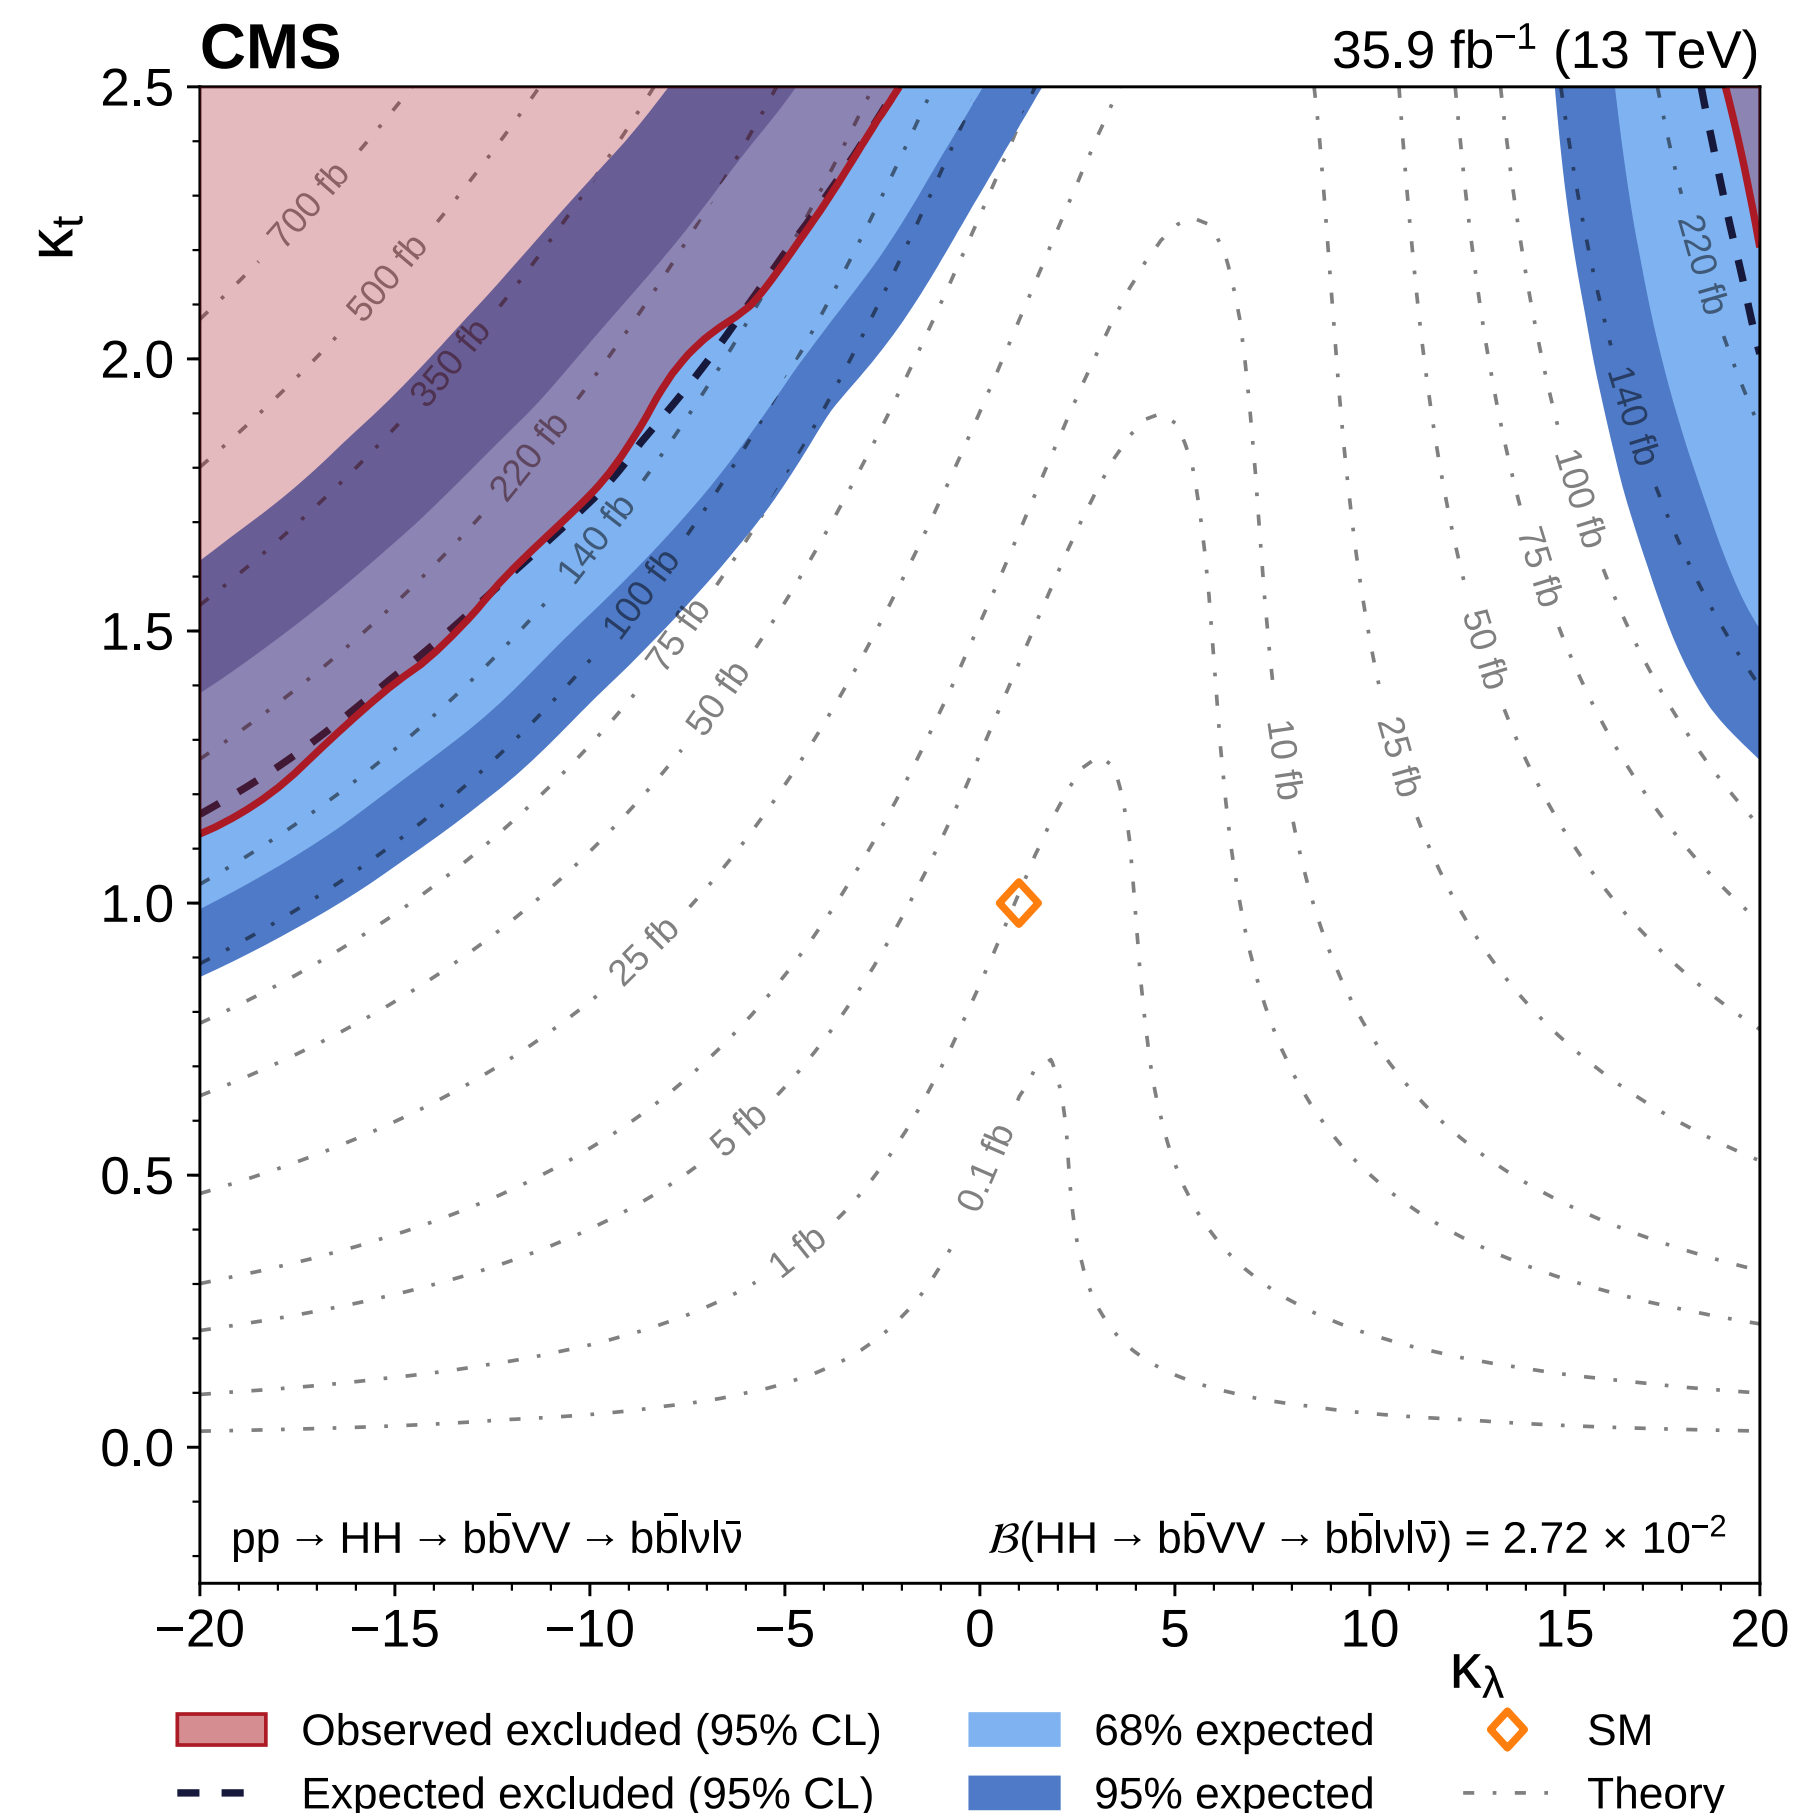 CMS 35.9 fb⁻¹ (13 TeV)
κt
2.5
2.0
1.5
1.0
0.5
0.0
700 fb
500 fb
350 fb
220 fb
140 fb
100 fb
75 fb
50 fb
25 fb
5 fb
1 fb
0.1 fb
10 fb
25 fb
50 fb
75 fb
100 fb
140 fb
220 fb
pp → HH → bb̄VV → bb̄lνlν̄
ℬ(HH → bb̄VV → bb̄lνlν̄) = 2.72 × 10⁻²
−20 −15 −10 −5 0 5 10 15 20
κλ
Observed excluded (95% CL) 68% expected SM
Expected excluded (95% CL) 95% expected Theory